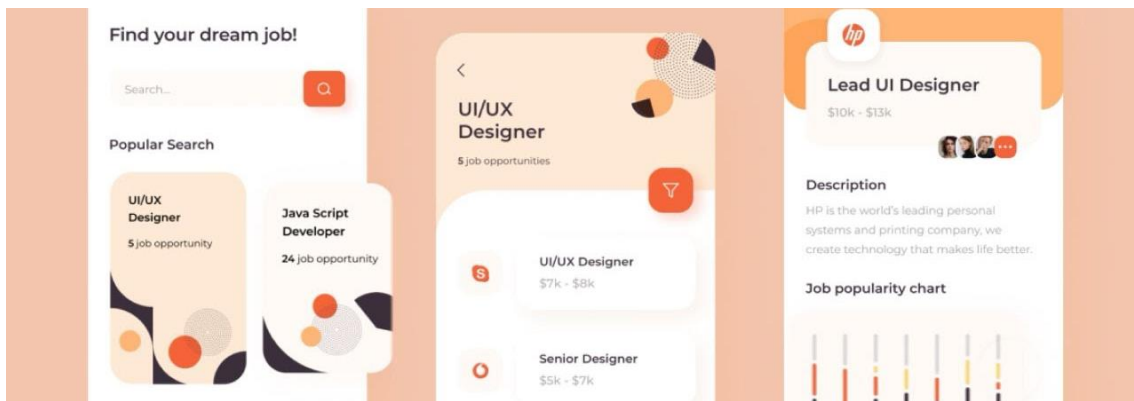 Find your dream job!
Search...
Popular Search
UI/UX
Designer
5 job opportunity
Java Script
Developer
24 job opportunity
UI/UX
Designer
5 job opportunities
UI/UX Designer
$7k - $8k
Senior Designer
$5k - $7k
hp
Lead UI Designer
$10k - $13k
Description
HP is the world's leading personal
systems and printing company, we
create technology that makes life better.
Job popularity chart